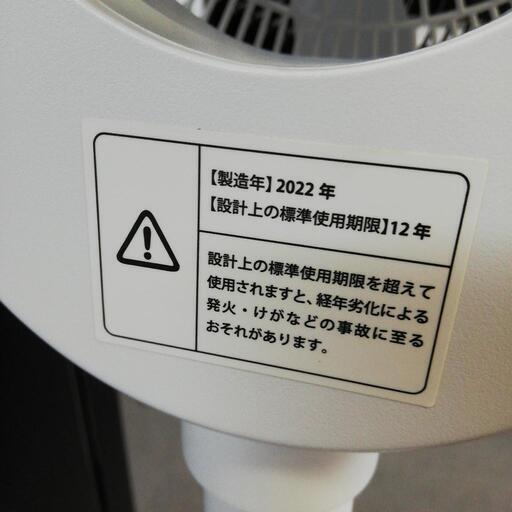 【製造年】2022 年
【設計上の標準使用期限】12 年
設計上の標準使用期限を超えて
使用されますと、経年劣化による
発火・けがなどの事故に至る
おそれがあります。